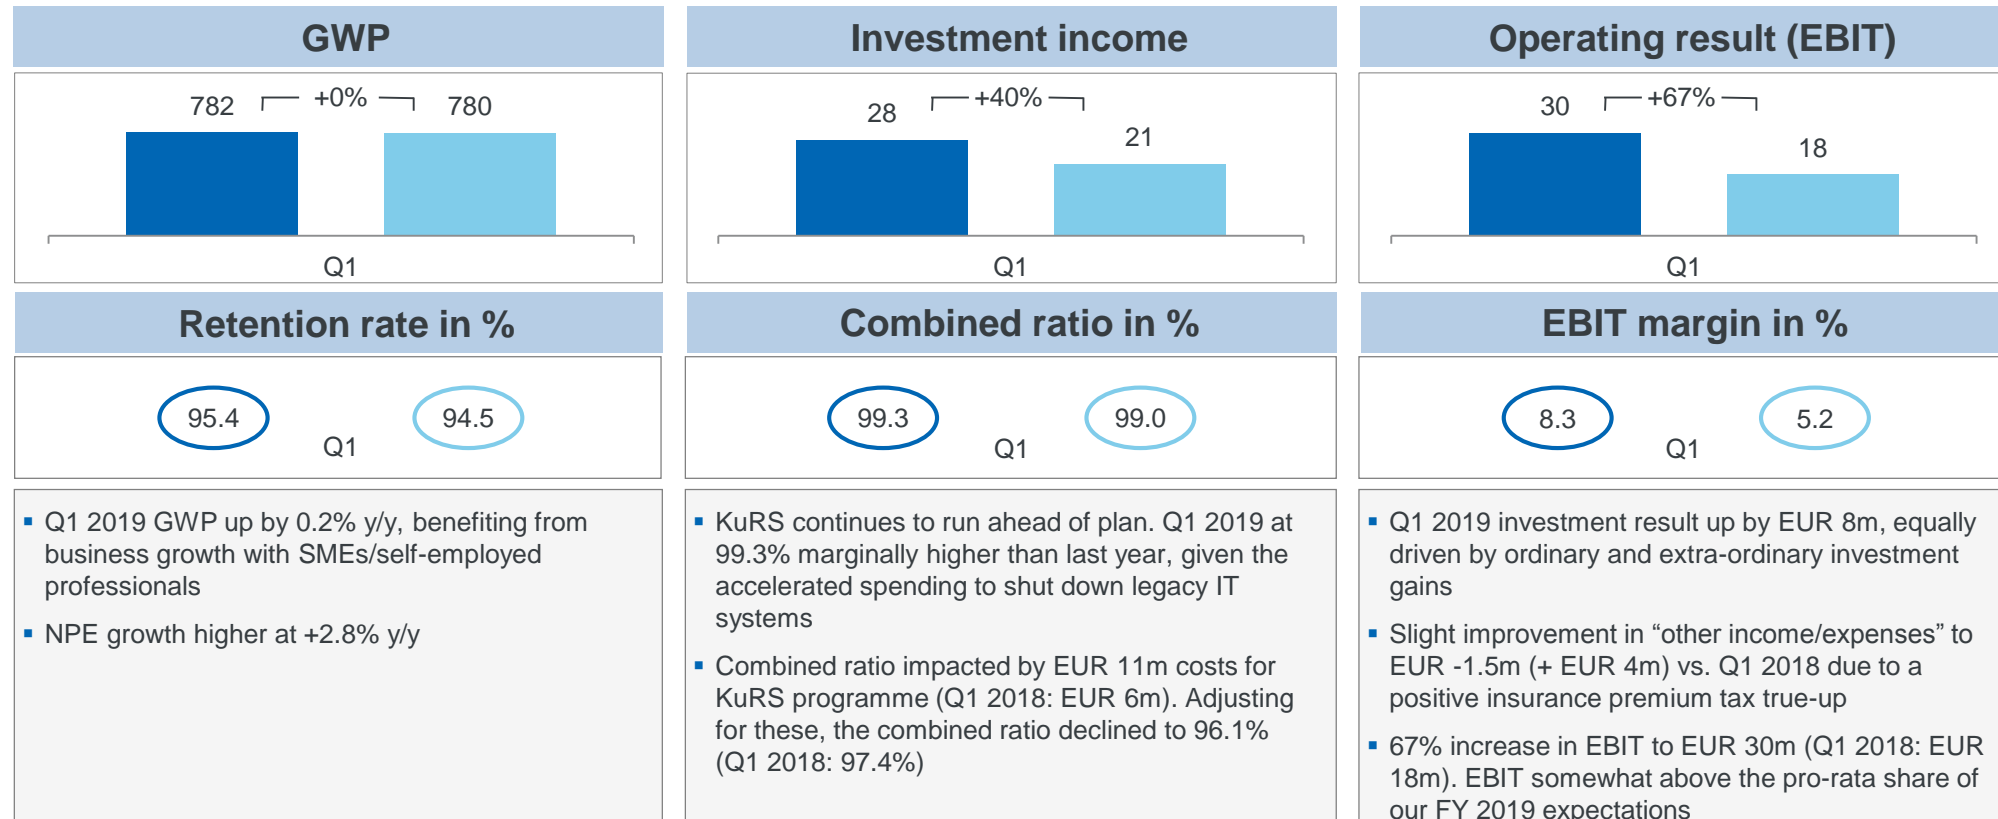 GWP
782
+0%
780
Q1
Investment income
28
+40%
21
Q1
Operating result (EBIT)
30
+67%
18
Q1
Retention rate in %
95.4
94.5
Q1
Combined ratio in %
99.3
99.0
Q1
EBIT margin in %
8.3
5.2
Q1
▪ Q1 2019 GWP up by 0.2% y/y, benefiting from
business growth with SMEs/self-employed
professionals
▪ NPE growth higher at +2.8% y/y
▪ KuRS continues to run ahead of plan. Q1 2019 at
99.3% marginally higher than last year, given the
accelerated spending to shut down legacy IT
systems
▪ Combined ratio impacted by EUR 11m costs for
KuRS programme (Q1 2018: EUR 6m). Adjusting
for these, the combined ratio declined to 96.1%
(Q1 2018: 97.4%)
▪ Q1 2019 investment result up by EUR 8m, equally
driven by ordinary and extra-ordinary investment
gains
▪ Slight improvement in “other income/expenses” to
EUR -1.5m (+ EUR 4m) vs. Q1 2018 due to a
positive insurance premium tax true-up
▪ 67% increase in EBIT to EUR 30m (Q1 2018: EUR
18m). EBIT somewhat above the pro-rata share of
our FY 2019 expectations